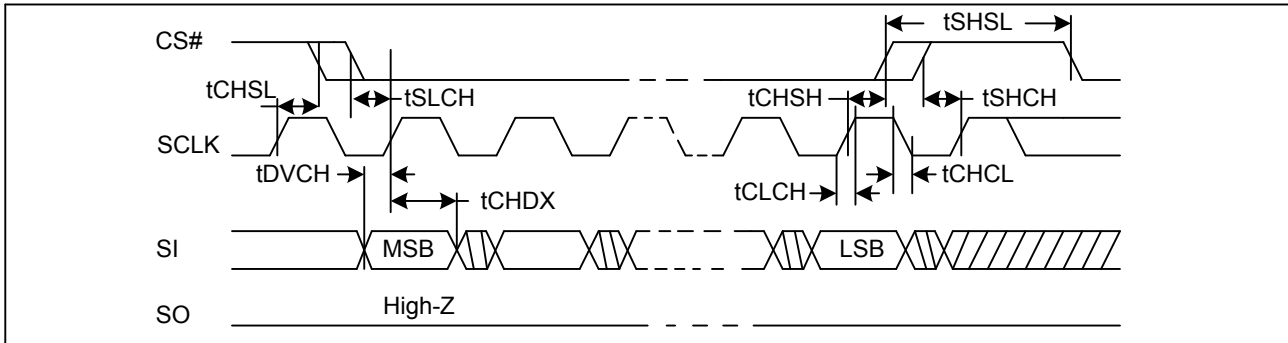 tSHSL
CS#
tCHSL
tSLCH
tCHSH
tSHCH
SCLK
tDVCH
tCHDX
tCLCH
tCHCL
SI
MSB
LSB
SO
High-Z